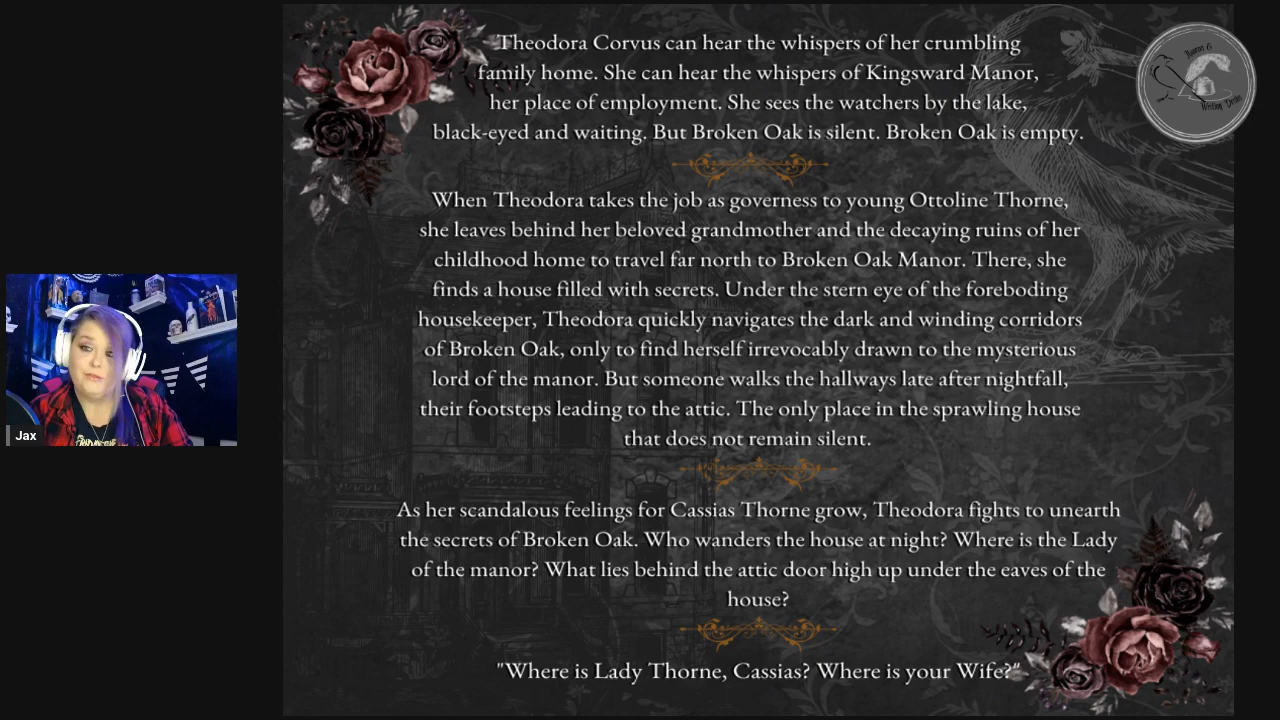 Theodora Corvus can hear the whispers of her crumbling
family home. She can hear the whispers of Kingsward Manor,
her place of employment. She sees the watchers by the lake,
black-eyed and waiting. But Broken Oak is silent. Broken Oak is empty.
When Theodora takes the job as governess to young Ottoline Thorne,
she leaves behind her beloved grandmother and the decaying ruins of her
childhood home to travel far north to Broken Oak Manor. There, she
finds a house filled with secrets. Under the stern eye of the foreboding
housekeeper, Theodora quickly navigates the dark and winding corridors
of Broken Oak, only to find herself irrevocably drawn to the mysterious
lord of the manor. But someone walks the hallways late after nightfall,
their footsteps leading to the attic. The only place in the sprawling house
that does not remain silent.
As her scandalous feelings for Cassias Thorne grow, Theodora fights to unearth
the secrets of Broken Oak. Who wanders the house at night? Where is the Lady
of the manor? What lies behind the attic door high up under the eaves of the
house?
"Where is Lady Thorne, Cassias? Where is your Wife?"
Jax